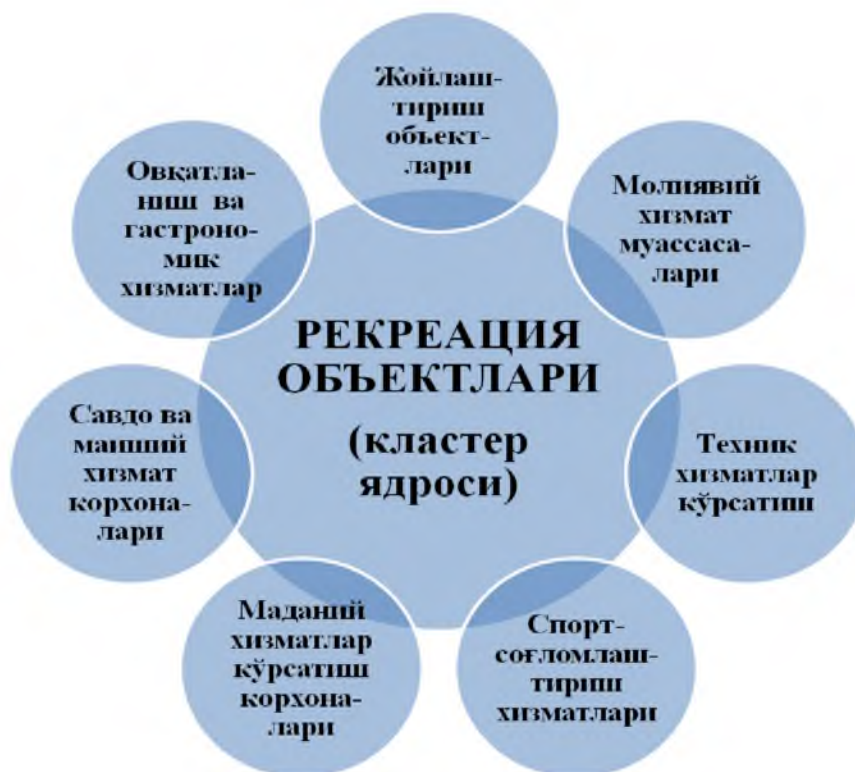 Жойлаш-
тириш
объект-
лари
Молиявий
хизмат
муассаса-
лари
Техник
хизматлар
кўрсатиш
Спорт-
соғломлаш-
тириш
хизматлари
Маданий
хизматлар
кўрсатиш
корхона-
лари
Савдо ва
маиший
хизмат
корхона-
лари
Овқатла-
ниш ва
гастроно-
мик
хизматлар
РЕКРЕАЦИЯ
ОБЪЕКТЛАРИ
(кластер
ядроси)